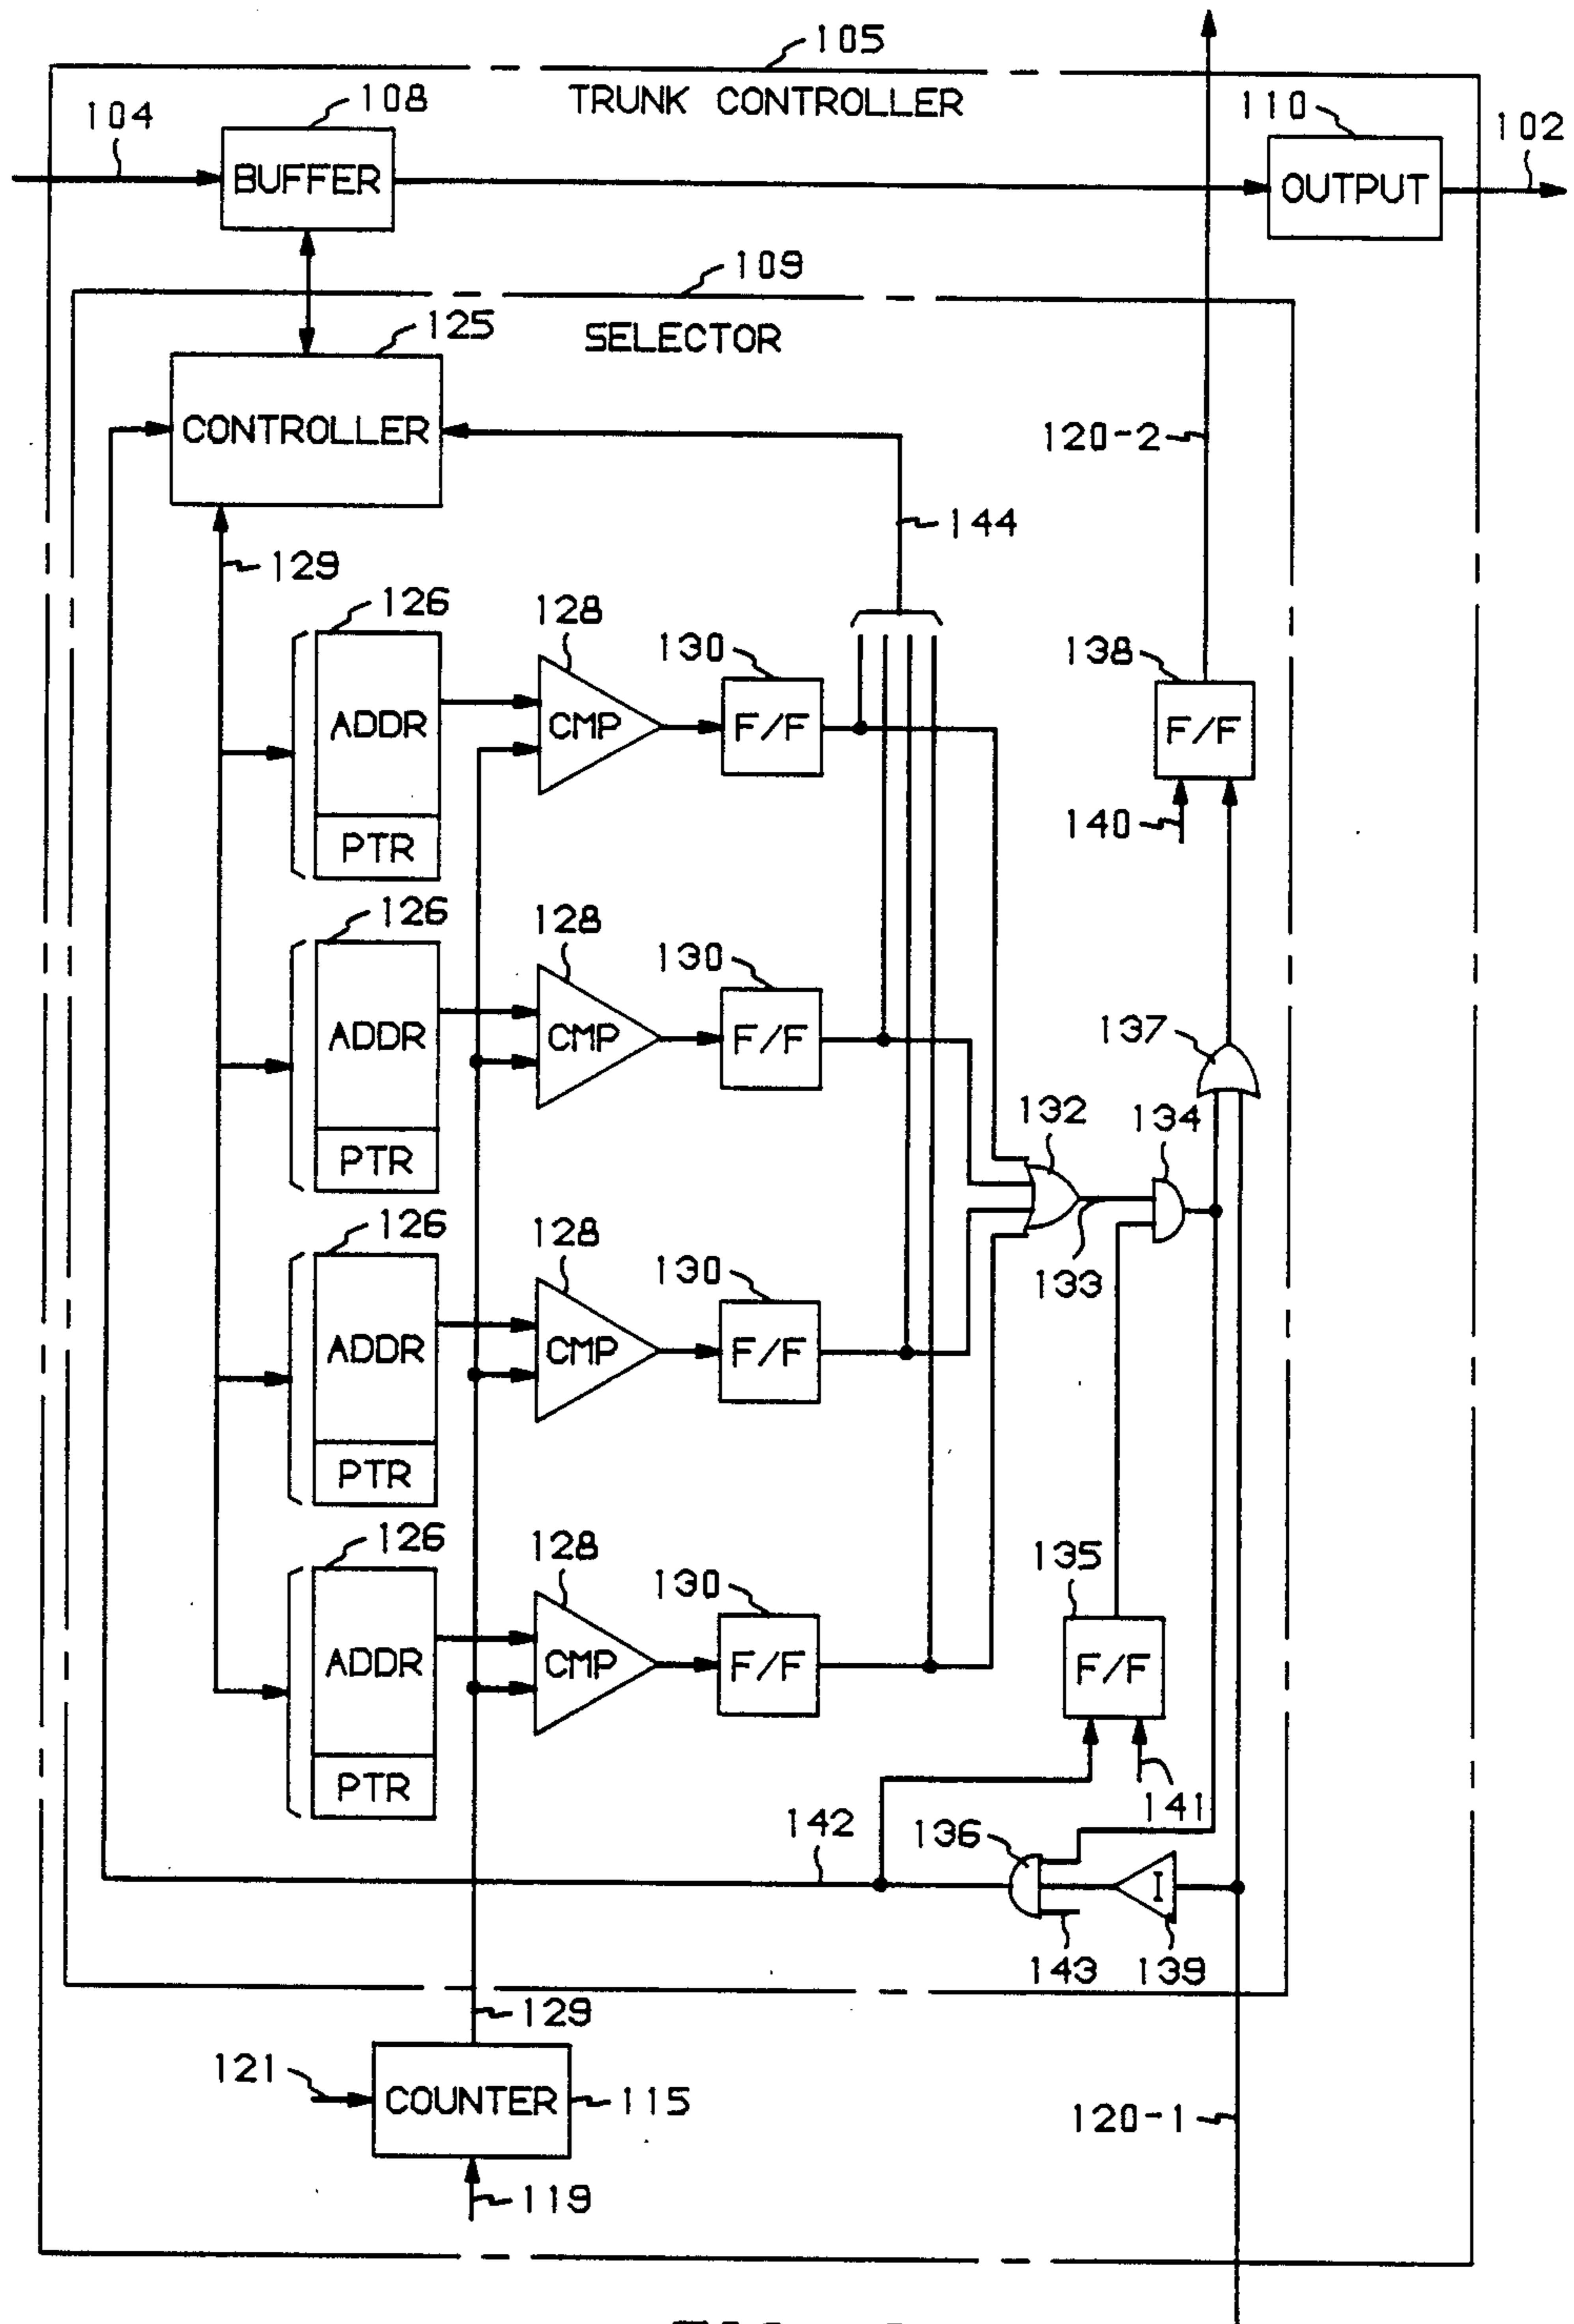 105
TRUNK CONTROLLER
104
108
110
102
BUFFER
OUTPUT
109
SELECTOR
125
CONTROLLER
120-2
144
129
126
128
130
138
ADDR
CMP
F/F
F/F
PTR
140
126
128
130
ADDR
CMP
F/F
137
PTR
132
134
126
128
130
133
ADDR
CMP
F/F
PTR
126
128
130
135
ADDR
CMP
F/F
F/F
PTR
141
142
136
I
143
139
129
121
COUNTER
115
120-1
119